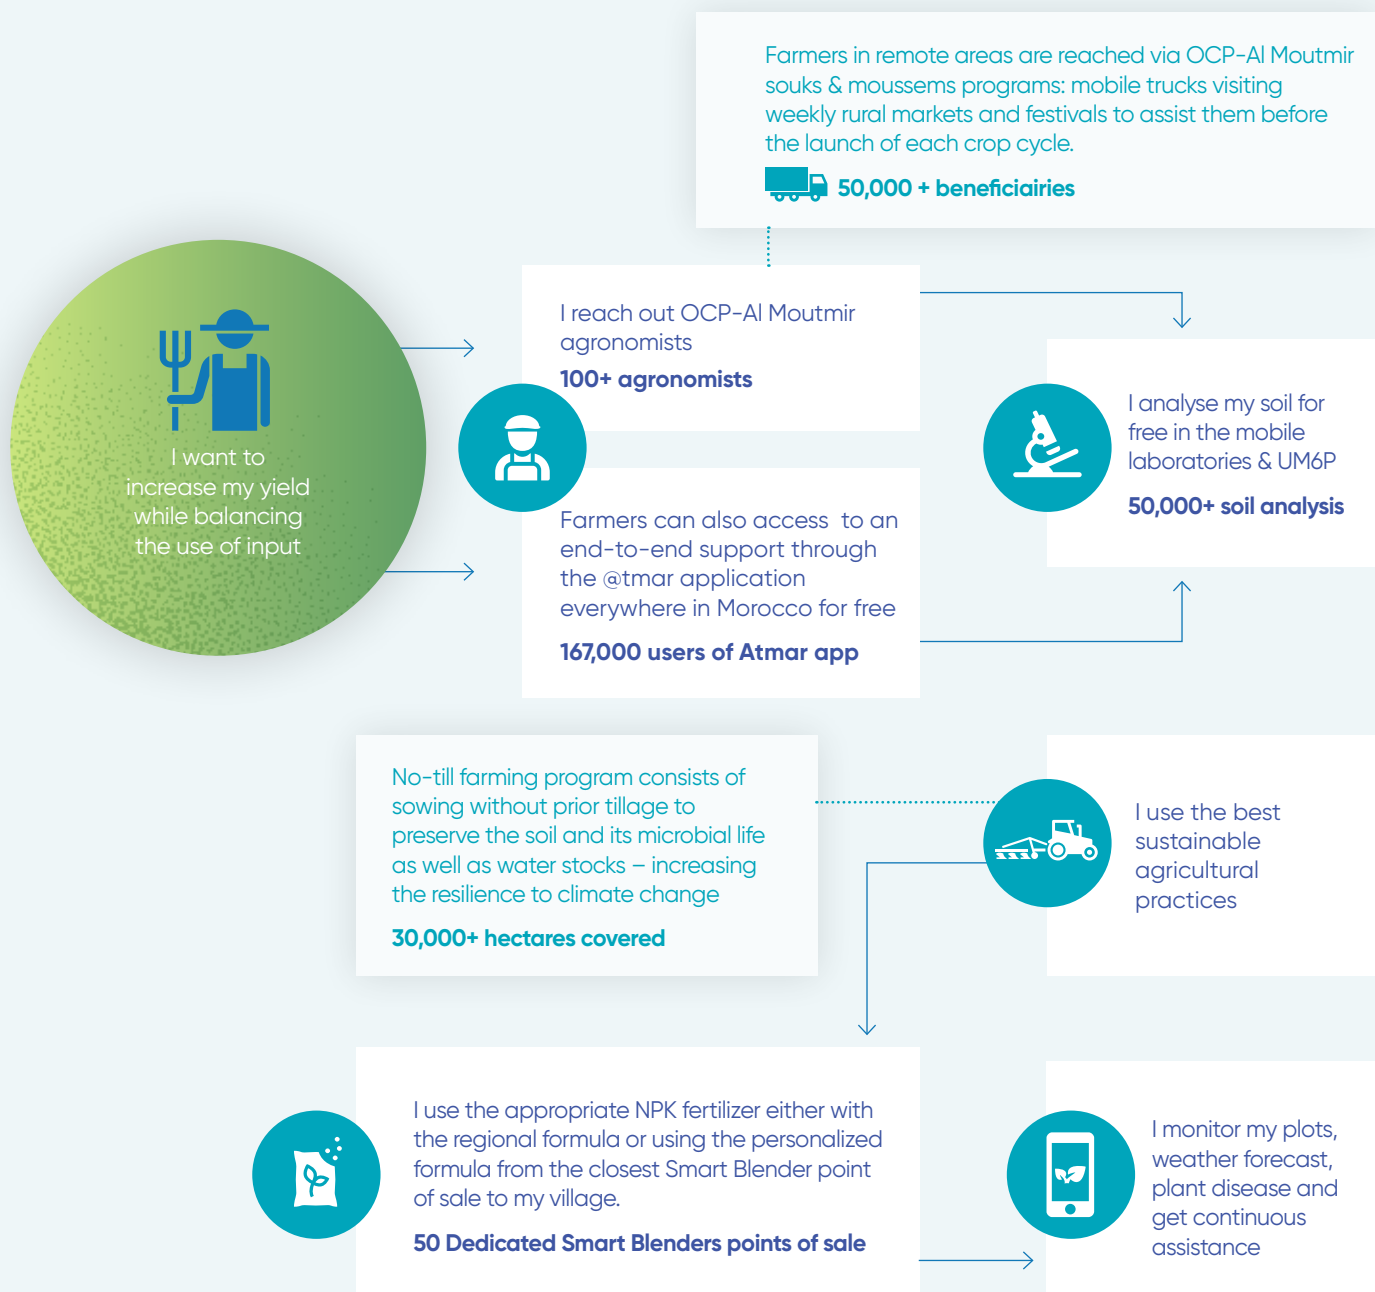 Farmers in remote areas are reached via OCP-Al Moutmir
souks & moussems programs: mobile trucks visiting
weekly rural markets and festivals to assist them before
the launch of each crop cycle.
50,000 + beneficiairies
I want to
increase my yield
while balancing
the use of input
I reach out OCP-Al Moutmir
agronomists
100+ agronomists
Farmers can also access to an
end-to-end support through
the @tmar application
everywhere in Morocco for free
167,000 users of Atmar app
I analyse my soil for
free in the mobile
laboratories & UM6P
50,000+ soil analysis
No-till farming program consists of
sowing without prior tillage to
preserve the soil and its microbial life
as well as water stocks – increasing
the resilience to climate change
30,000+ hectares covered
I use the best
sustainable
agricultural
practices
I use the appropriate NPK fertilizer either with
the regional formula or using the personalized
formula from the closest Smart Blender point
of sale to my village.
50 Dedicated Smart Blenders points of sale
I monitor my plots,
weather forecast,
plant disease and
get continuous
assistance